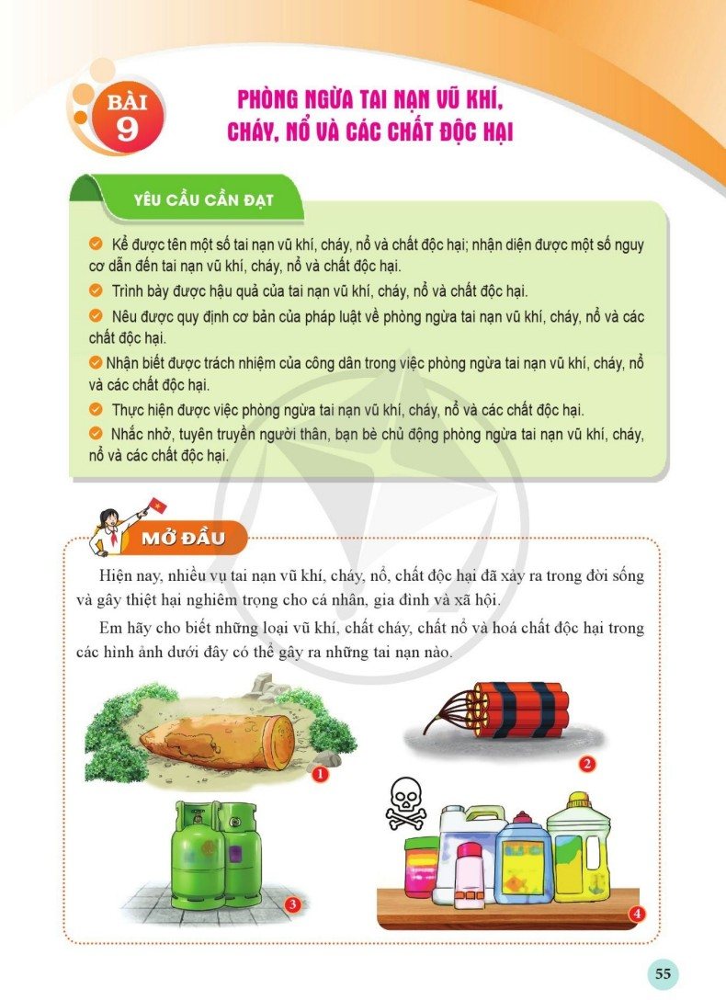 BÀI
9
PHÒNG NGỪA TAI NẠN VŨ KHÍ,
CHÁY, NỔ VÀ CÁC CHẤT ĐỘC HẠI
YÊU CẦU CẦN ĐẠT
Kể được tên một số tai nạn vũ khí, cháy, nổ và chất độc hại; nhận diện được một số nguy
cơ dẫn đến tai nạn vũ khí, cháy, nổ và chất độc hại.
Trình bày được hậu quả của tai nạn vũ khí, cháy, nổ và chất độc hại.
Nêu được quy định cơ bản của pháp luật về phòng ngừa tai nạn vũ khí, cháy, nổ và các
chất độc hại.
Nhận biết được trách nhiệm của công dân trong việc phòng ngừa tai nạn vũ khí, cháy, nổ
và các chất độc hại.
Thực hiện được việc phòng ngừa tai nạn vũ khí, cháy, nổ và các chất độc hại.
Nhắc nhở, tuyên truyền người thân, bạn bè chủ động phòng ngừa tai nạn vũ khí, cháy,
nổ và các chất độc hại.
MỞ ĐẦU
Hiện nay, nhiều vụ tai nạn vũ khí, cháy, nổ, chất độc hại đã xảy ra trong đời sống
và gây thiệt hại nghiêm trọng cho cá nhân, gia đình và xã hội.
Em hãy cho biết những loại vũ khí, chất cháy, chất nổ và hoá chất độc hại trong
các hình ảnh dưới đây có thể gây ra những tai nạn nào.
1
2
3
4
55